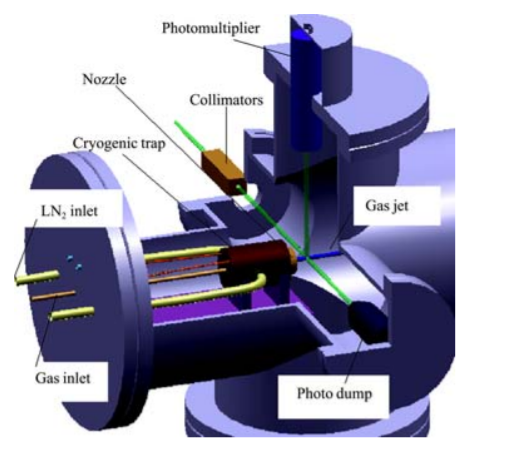 Photomultiplier
Nozzle
Collimators
Cryogenic trap
LN₂ inlet
Gas jet
Gas inlet
Photo dump